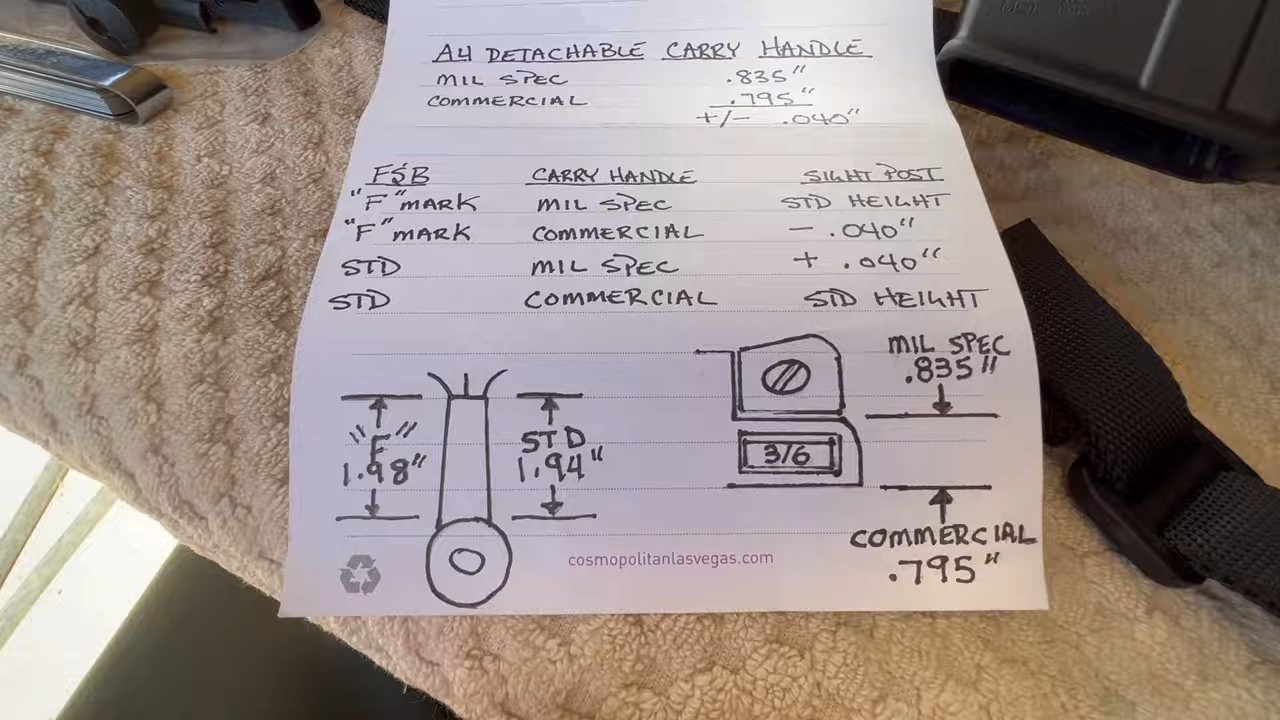 A4 DETACHABLE CARRY HANDLE
MIL SPEC .835"
COMMERCIAL .795"
+/- .040"
FSB CARRY HANDLE SIGHT POST
"F" MARK MIL SPEC STD HEIGHT
"F" MARK COMMERCIAL - .040"
STD MIL SPEC + .040"
STD COMMERCIAL STD HEIGHT
MIL SPEC
.835"
"F"
1.98"
STD
1.94"
3/6
COMMERCIAL
.795"
cosmopolitanlasvegas.com